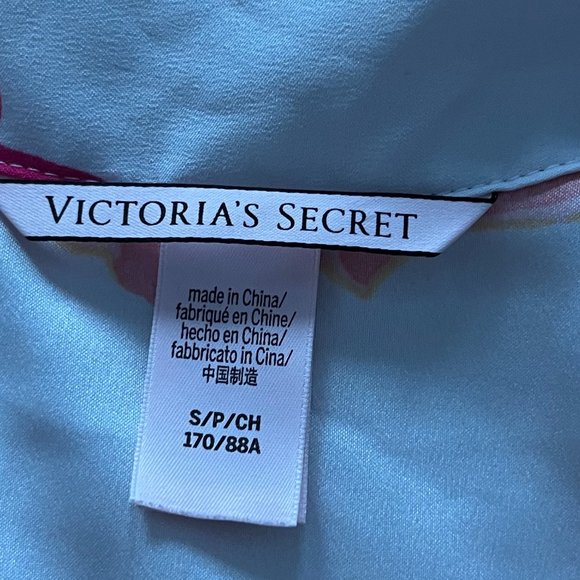 VICTORIA'S SECRET
made in China/
fabriqué en Chine/
hecho en China/
fabbricato in Cina/
中国制造
S/P/CH
170/88A